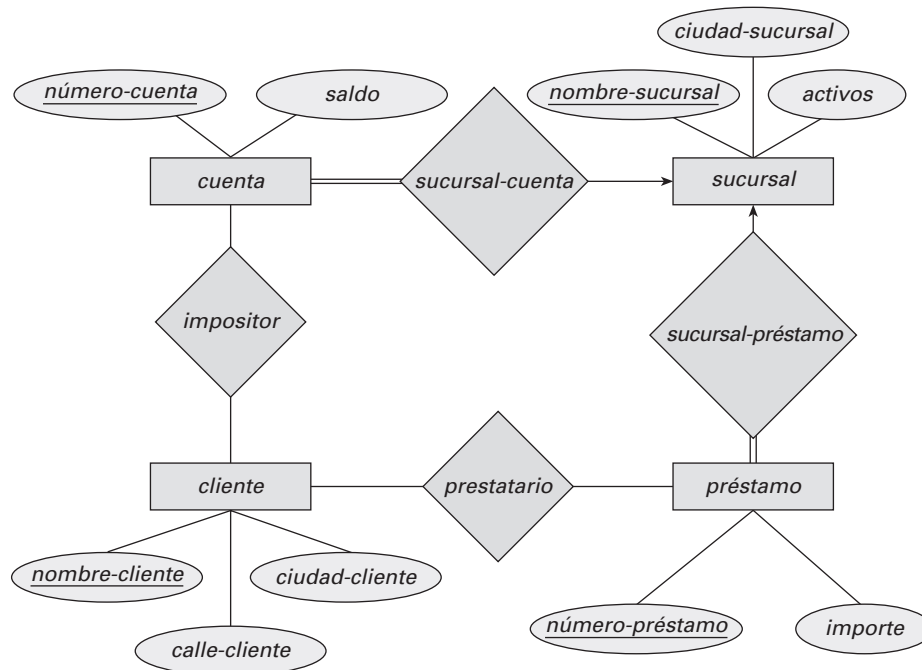 ciudad-sucursal
número-cuenta
saldo
nombre-sucursal
activos
cuenta
sucursal-cuenta
sucursal
impositor
sucursal-préstamo
cliente
prestatario
préstamo
nombre-cliente
ciudad-cliente
calle-cliente
número-préstamo
importe